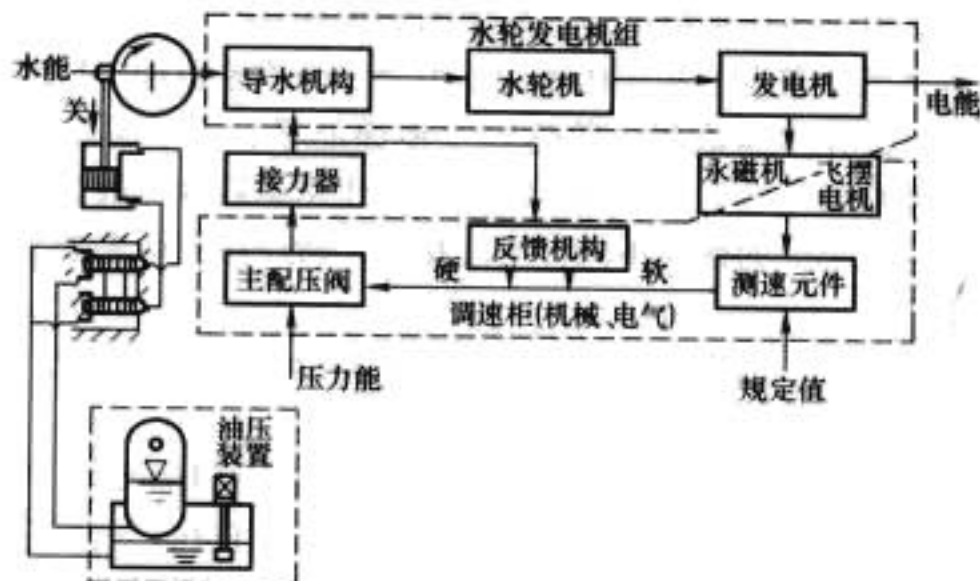 水轮发电机组
水能
导水机构
水轮机
发电机
电能
关
接力器
永磁机
飞摆
电机
反馈机构
主配压阀
硬
软
测速元件
调速柜(机械、电气)
压力能
规定值
油压
装置